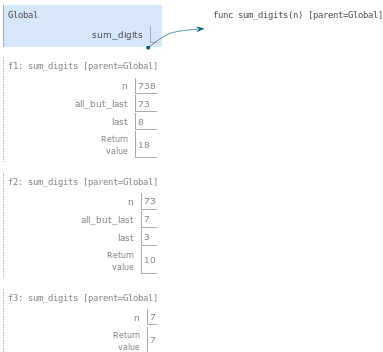 Global
func sum_digits(n) [parent=Global]
sum_digits
f1: sum_digits [parent=Global]
n 738
all_but_last 73
last 8
Return
value 18
f2: sum_digits [parent=Global]
n 73
all_but_last 7
last 3
Return
value 10
f3: sum_digits [parent=Global]
n 7
Return
value 7